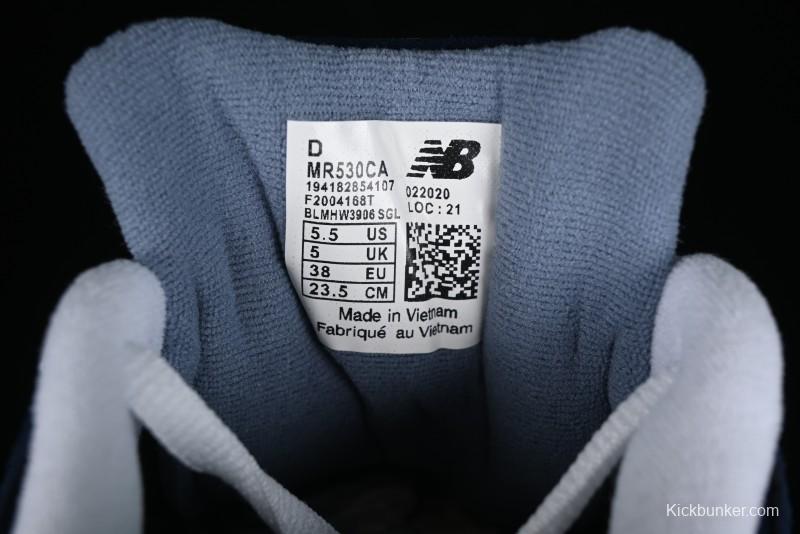 D
MR530CA
NB
194182854107
022020
F2004168T
LOC : 21
BLMHW3906 SGL
5.5 US
5 UK
38 EU
23.5 CM
Made in Vietnam
Fabriqué au Vietnam
Kickbunker.com